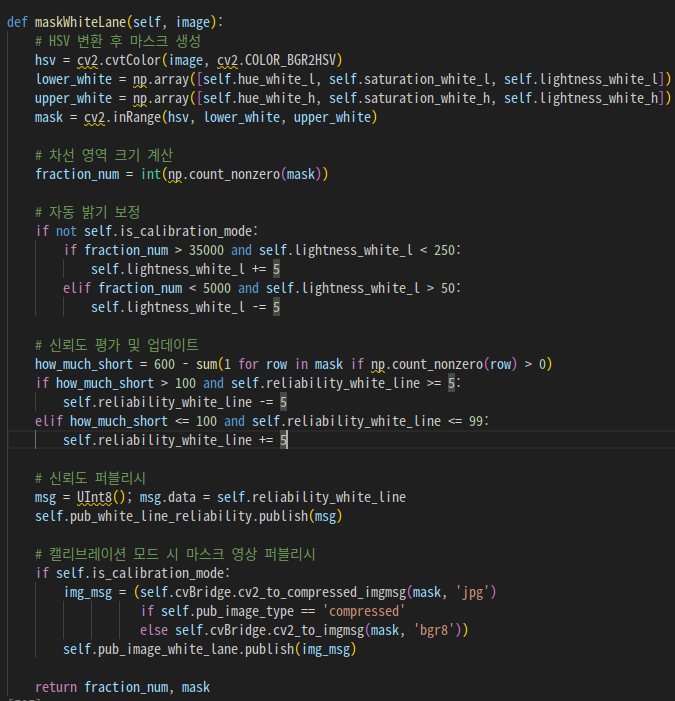 def maskWhiteLane(self, image):
    # HSV 변환 후 마스크 생성
    hsv = cv2.cvtColor(image, cv2.COLOR_BGR2HSV)
    lower_white = np.array([self.hue_white_l, self.saturation_white_l, self.lightness_white_l])
    upper_white = np.array([self.hue_white_h, self.saturation_white_h, self.lightness_white_h])
    mask = cv2.inRange(hsv, lower_white, upper_white)

    # 차선 영역 크기 계산
    fraction_num = int(np.count_nonzero(mask))

    # 자동 밝기 보정
    if not self.is_calibration_mode:
        if fraction_num > 35000 and self.lightness_white_l < 250:
            self.lightness_white_l += 5
        elif fraction_num < 5000 and self.lightness_white_l > 50:
            self.lightness_white_l -= 5

    # 신뢰도 평가 및 업데이트
    how_much_short = 600 - sum(1 for row in mask if np.count_nonzero(row) > 0)
    if how_much_short > 100 and self.reliability_white_line >= 5:
        self.reliability_white_line -= 5
    elif how_much_short <= 100 and self.reliability_white_line <= 99:
        self.reliability_white_line += 5

    # 신뢰도 퍼블리시
    msg = UInt8(); msg.data = self.reliability_white_line
    self.pub_white_line_reliability.publish(msg)

    # 캘리브레이션 모드 시 마스크 영상 퍼블리시
    if self.is_calibration_mode:
        img_msg = (self.cvBridge.cv2_to_compressed_imgmsg(mask, 'jpg')
                   if self.pub_image_type == 'compressed'
                   else self.cvBridge.cv2_to_imgmsg(mask, 'bgr8'))
        self.pub_image_white_lane.publish(img_msg)

    return fraction_num, mask